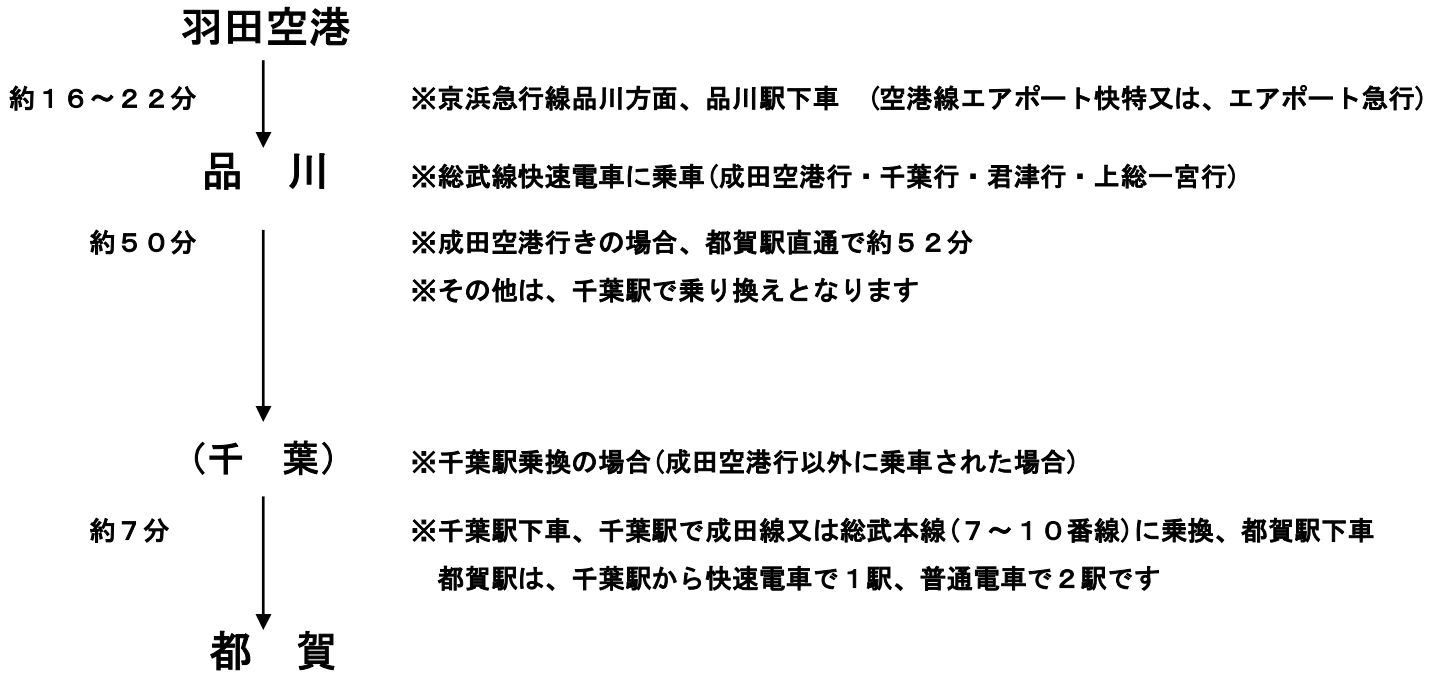 羽田空港
約１６～２２分
※京浜急行線品川方面、品川駅下車　(空港線エアポート快特又は、エアポート急行)
品　川
※総武線快速電車に乗車(成田空港行・千葉行・君津行・上総一宮行)
約５０分
※成田空港行きの場合、都賀駅直通で約５２分
※その他は、千葉駅で乗り換えとなります
(千　葉)
※千葉駅乗換の場合(成田空港行以外に乗車された場合)
約７分
※千葉駅下車、千葉駅で成田線又は総武本線(７～１０番線)に乗換、都賀駅下車
都賀駅は、千葉駅から快速電車で１駅、普通電車で２駅です
都　賀